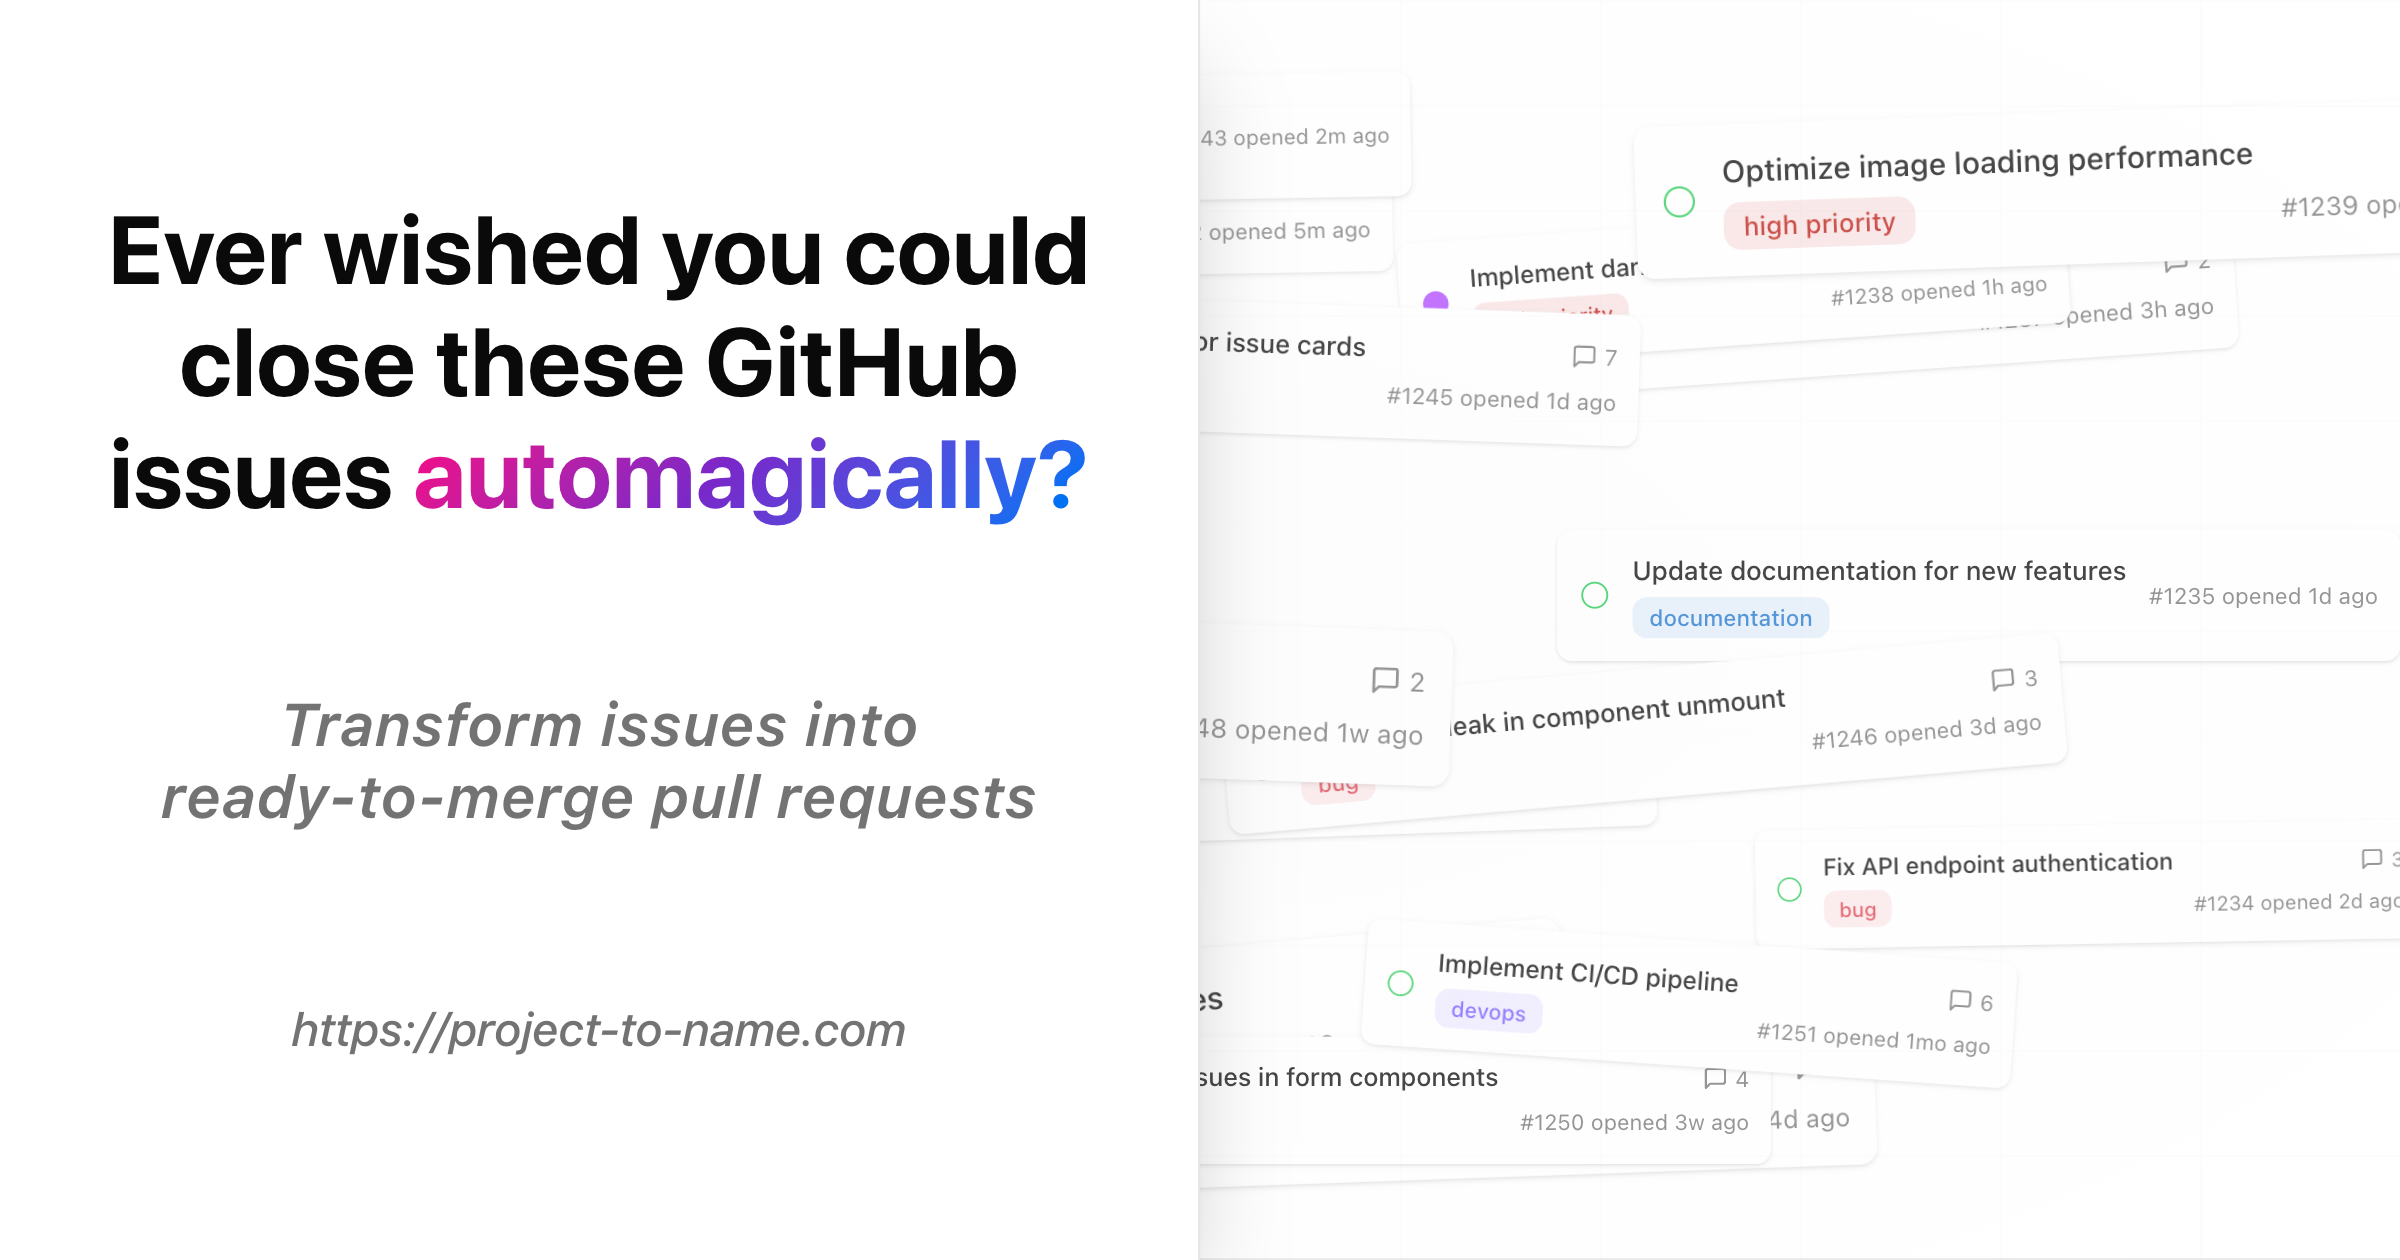 Ever wished you could
close these GitHub
issues automagically?
Transform issues into
ready-to-merge pull requests
https://project-to-name.com
43 opened 2m ago
opened 5m ago
Optimize image loading performance
high priority
#1239
Implement
#1238 opened 1h ago
2
opened 3h ago
or issue cards
7
#1245 opened 1d ago
Update documentation for new features
documentation
#1235 opened 1d ago
2
48 opened 1w ago
leak in component unmount
3
#1246 opened 3d ago
bug
Fix API endpoint authentication
3
bug
#1234 opened 2d ago
es
Implement CI/CD pipeline
devops
6
#1251 opened 1mo ago
sues in form components
4
#1250 opened 3w ago
4d ago